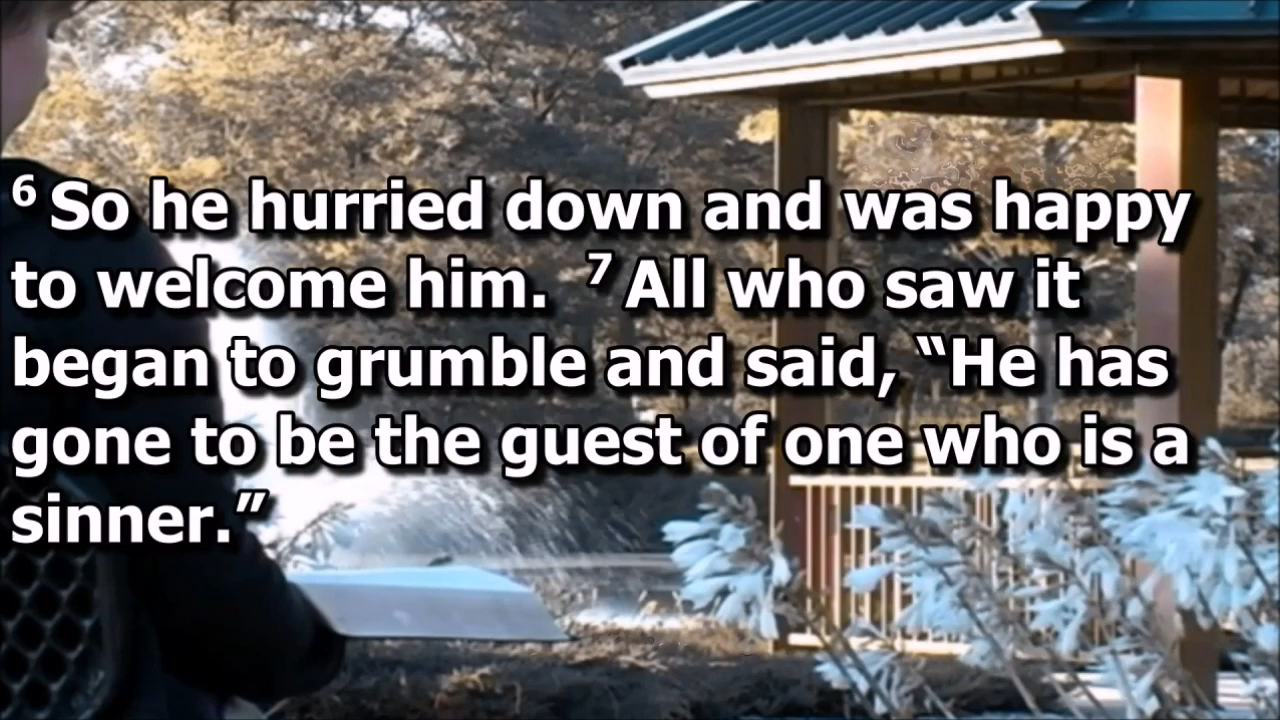 ⁶ So he hurried down and was happy
to welcome him. ⁷ All who saw it
began to grumble and said, “He has
gone to be the guest of one who is a
sinner.”